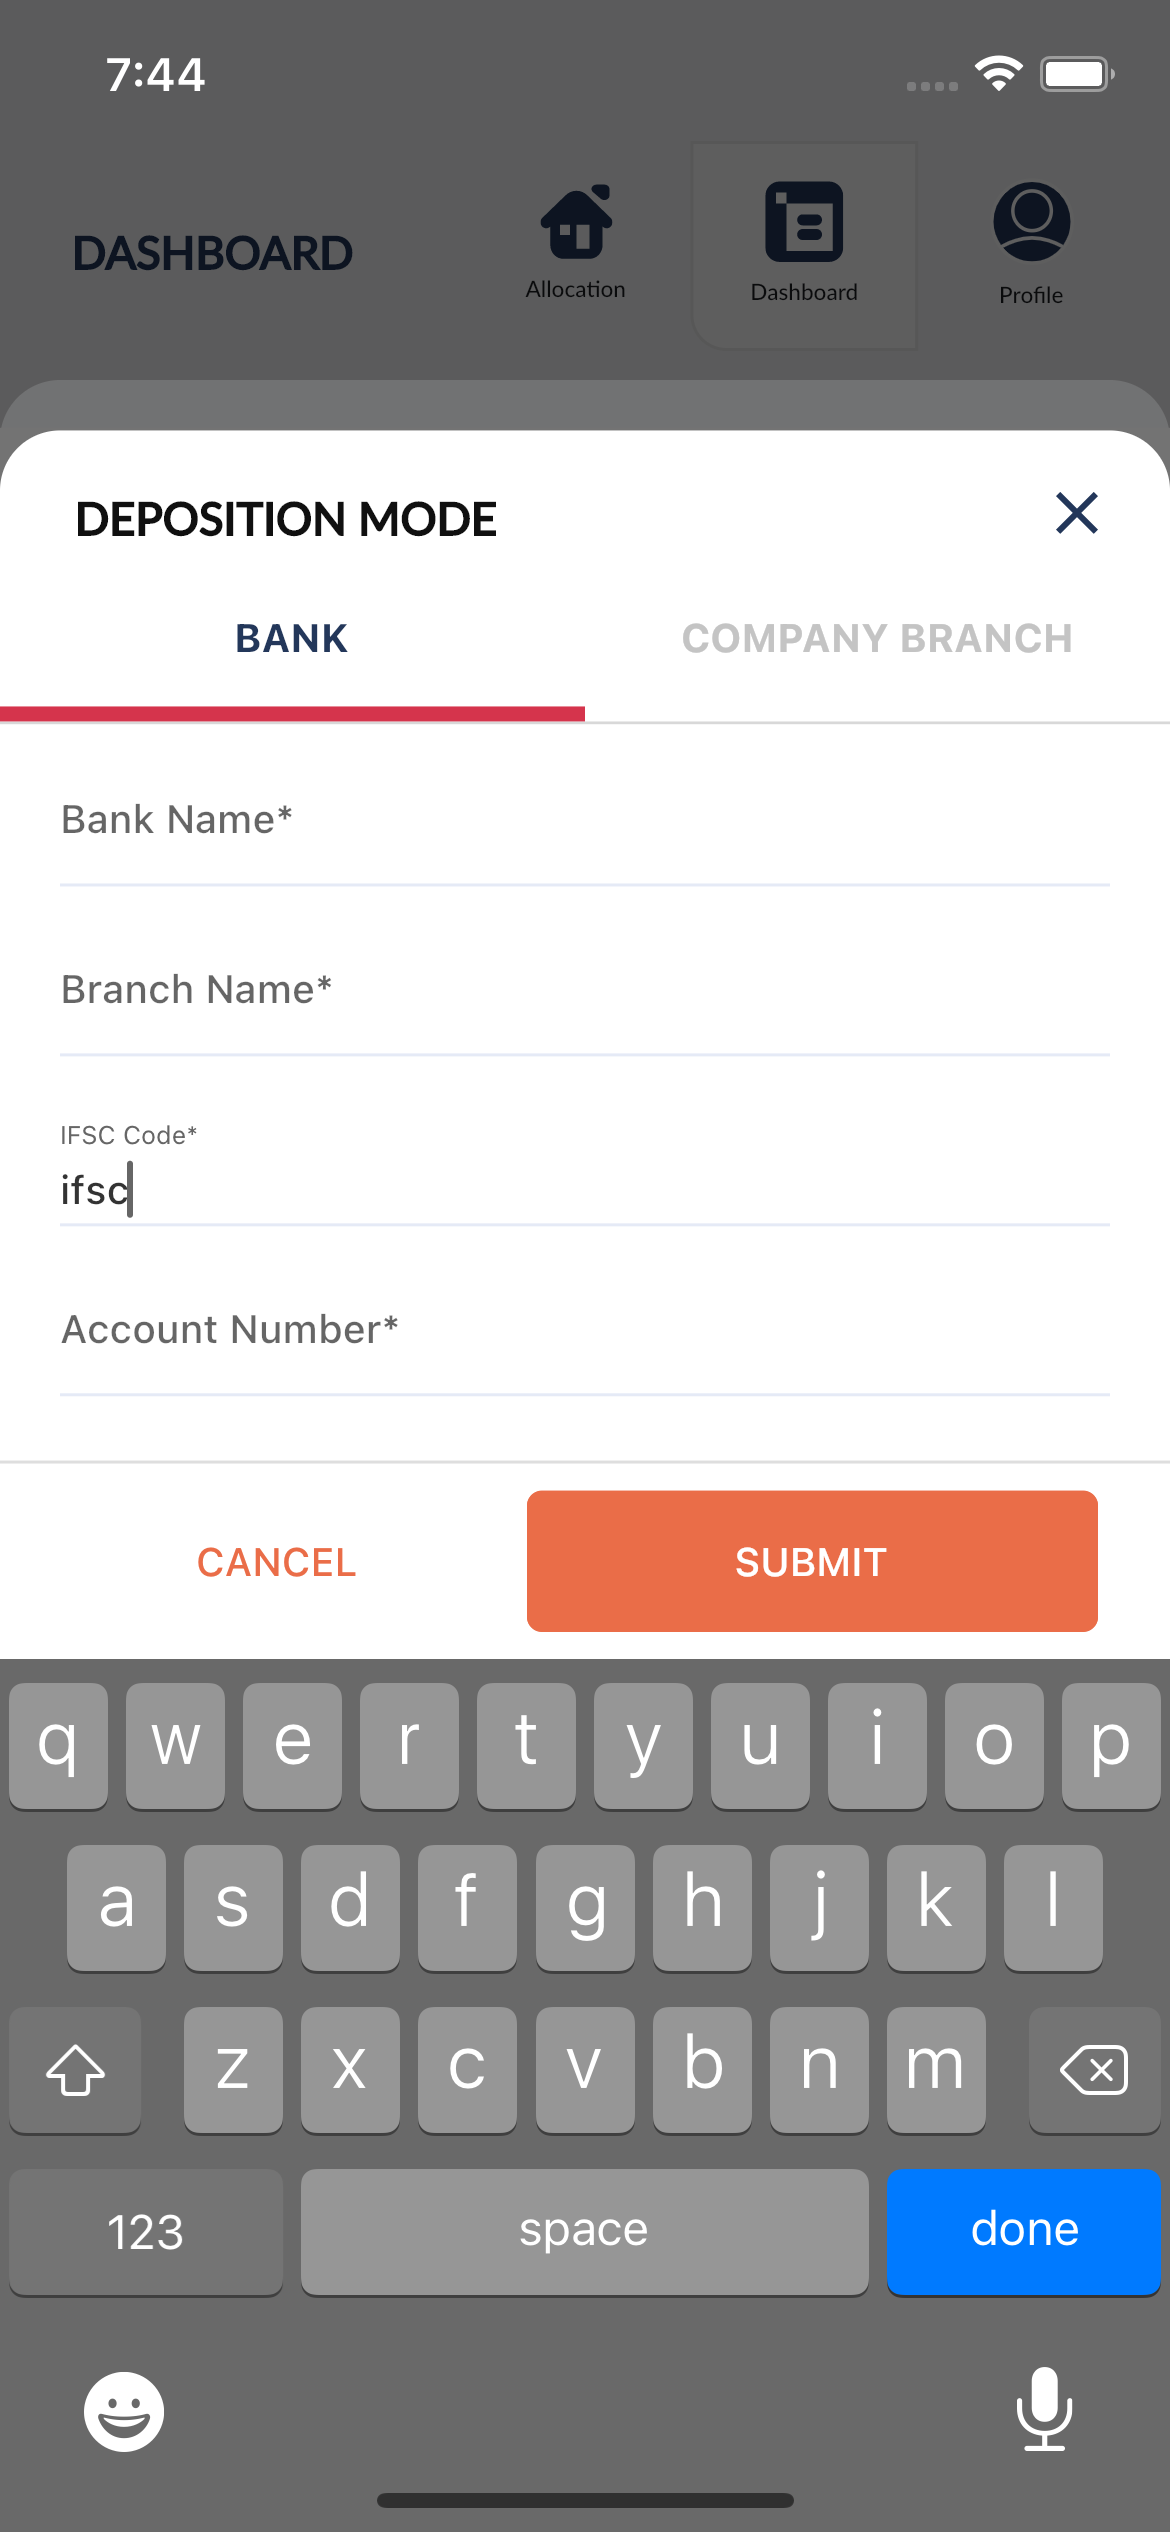 7:44
DASHBOARD
Allocation
Dashboard
Profile
DEPOSITION MODE
BANK
COMPANY BRANCH
Bank Name*
Branch Name*
IFSC Code*
ifsc
Account Number*
CANCEL
SUBMIT
q w e r t y u i o p
a s d f g h j k l
z x c v b n m
123 space done